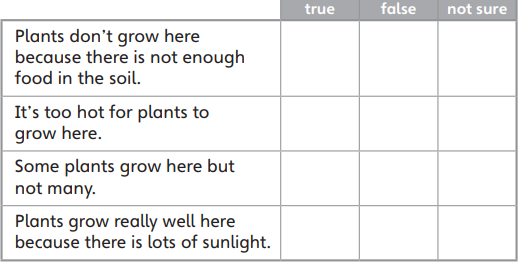 true false not sure
Plants don't grow here
because there is not enough
food in the soil.
It's too hot for plants to
grow here.
Some plants grow here but
not many.
Plants grow really well here
because there is lots of sunlight.